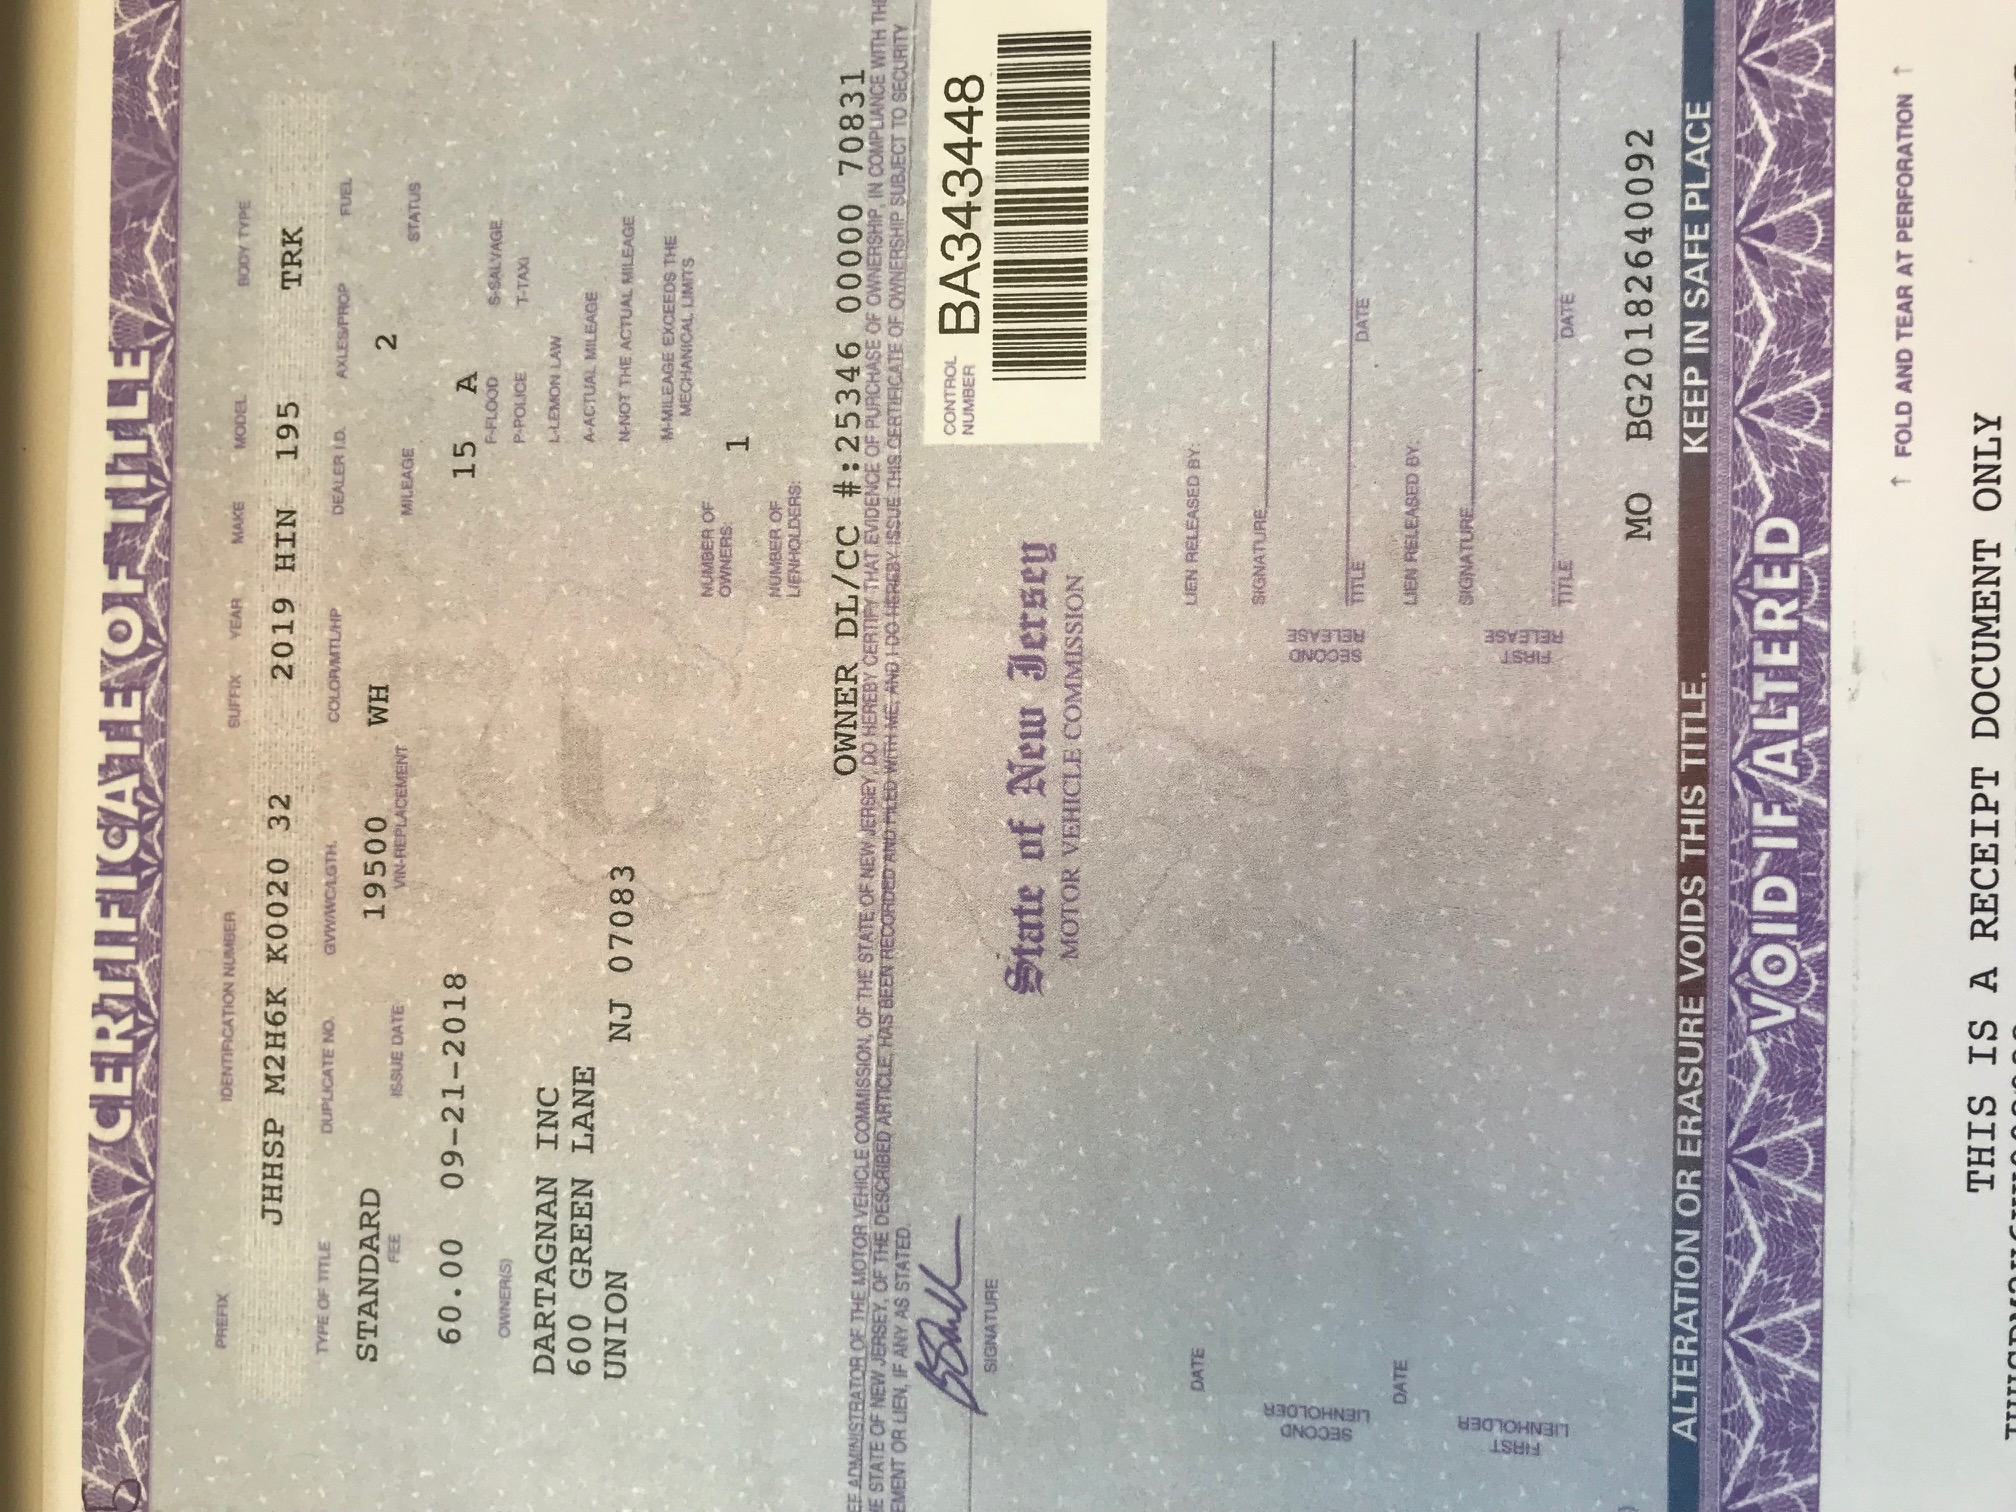 CERTIFICATE OF TITLE
PREFIX IDENTIFICATION NUMBER SUFFIX YEAR MAKE MODEL BODY TYPE
JHHSP M2H6K K0020 32 2019 HIN 195 TRK
TYPE OF TITLE DUPLICATE NO. GVW/WC/LGTH. COLOR/MTL/HP DEALER I.D. AXLES/PROP FUEL
STANDARD 19500 WH 2
FEE ISSUE DATE VIN-REPLACEMENT MILEAGE STATUS
60.00 09-21-2018 15 A
F-FLOOD S-SALVAGE
P-POLICE T-TAXI
L-LEMON LAW
A-ACTUAL MILEAGE
N-NOT THE ACTUAL MILEAGE
M-MILEAGE EXCEEDS THE
MECHANICAL LIMITS
OWNER(S)
DARTAGNAN INC
600 GREEN LANE
UNION NJ 07083
NUMBER OF
OWNERS: 1
NUMBER OF
LIENHOLDERS:
OWNER DL/CC #:25346 00000 70831
ADMINISTRATOR OF THE MOTOR VEHICLE COMMISSION, OF THE STATE OF NEW JERSEY, DO HEREBY CERTIFY THAT EVIDENCE OF PURCHASE OF OWNERSHIP, IN COMPLIANCE WITH THE
STATE OF NEW JERSEY, OF THE DESCRIBED ARTICLE, HAS BEEN RECORDED AND FILED WITH ME, AND I DO HEREBY ISSUE THIS CERTIFICATE OF OWNERSHIP SUBJECT TO SECURITY
OR LIEN, IF ANY AS STATED.
SIGNATURE
CONTROL
NUMBER BA343448
State of New Jersey
MOTOR VEHICLE COMMISSION
DATE
SECOND
LIENHOLDER
SECOND
RELEASE
LIEN RELEASED BY:
SIGNATURE
TITLE DATE
DATE
FIRST
LIENHOLDER
FIRST
RELEASE
LIEN RELEASED BY:
SIGNATURE
TITLE DATE
MO BG20182640092
ALTERATION OR ERASURE VOIDS THIS TITLE. KEEP IN SAFE PLACE
VOID IF ALTERED
↑ FOLD AND TEAR AT PERFORATION ↑
THIS IS A RECEIPT DOCUMENT ONLY